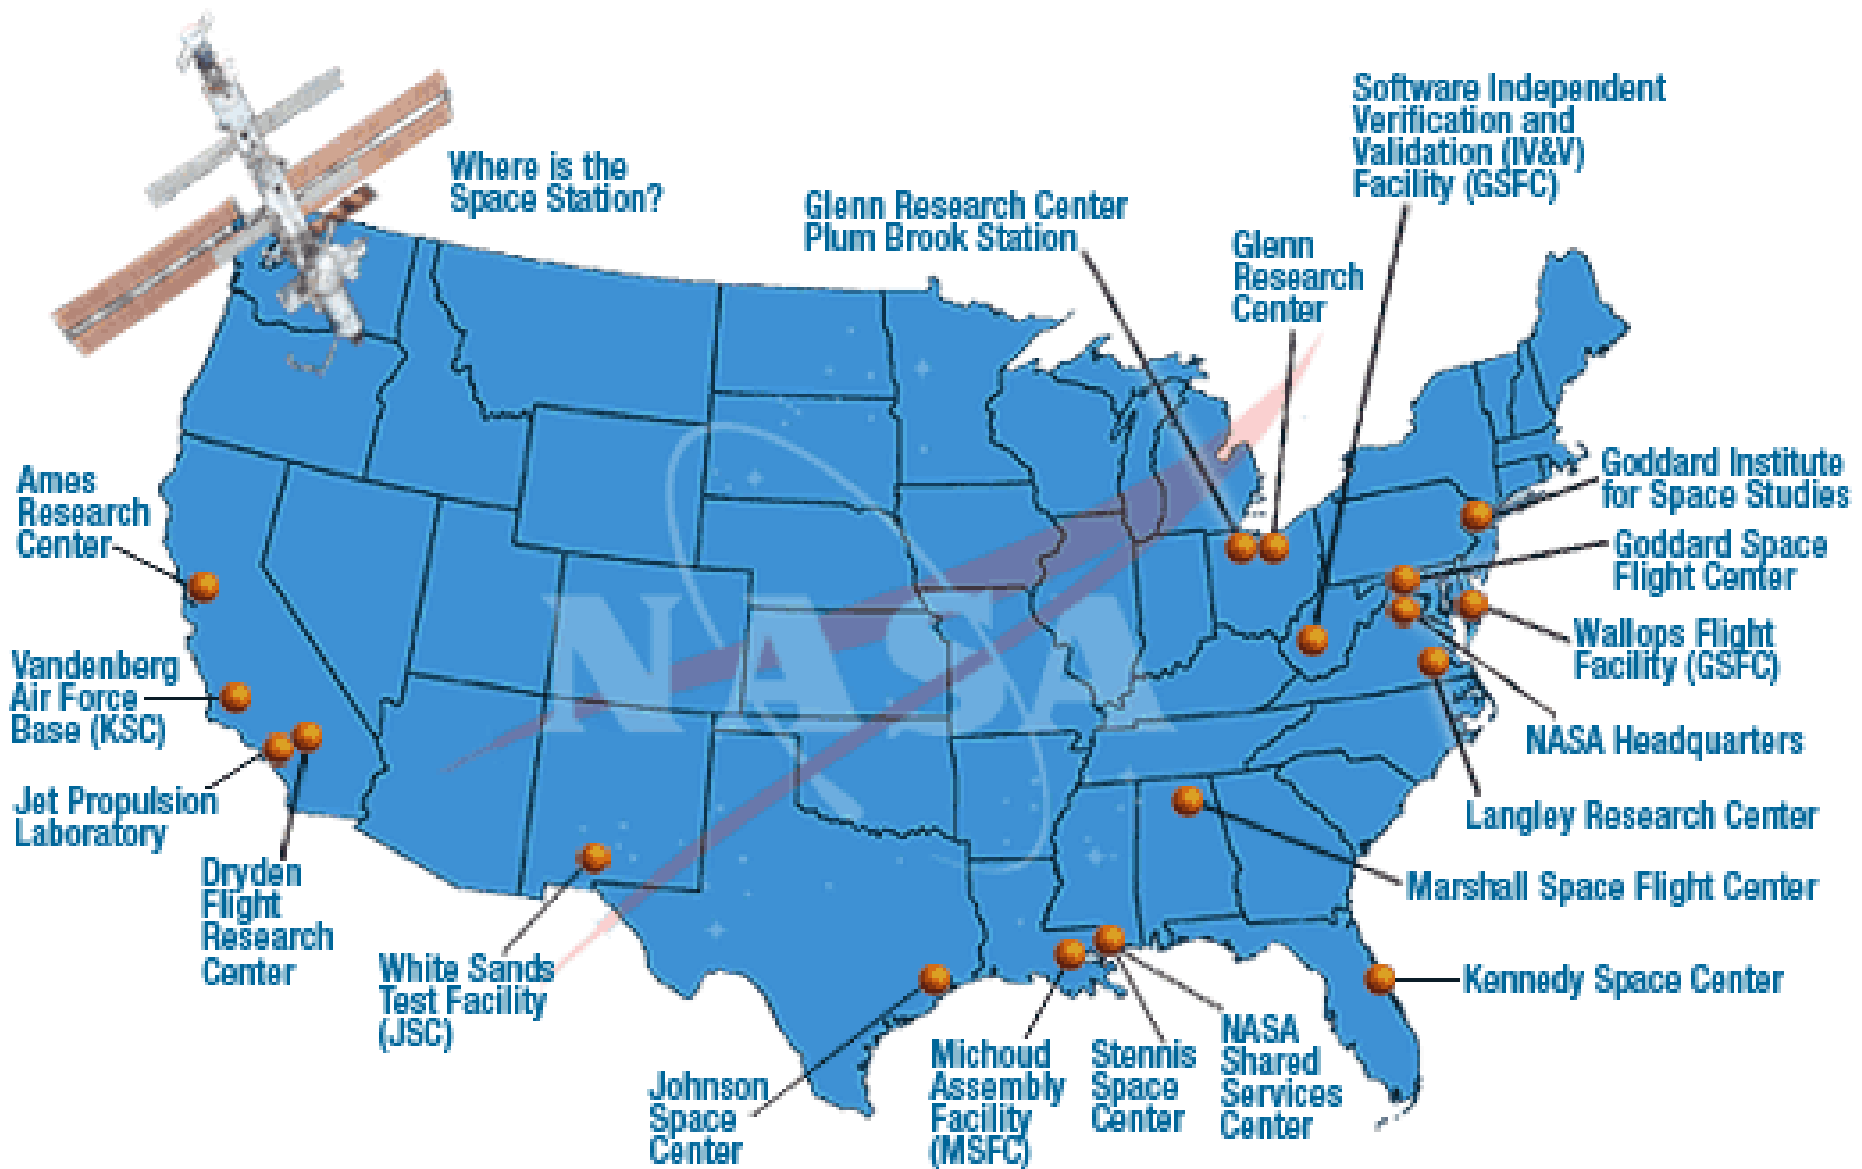 Where is the
Space Station?
Software Independent
Verification and
Validation (IV&V)
Facility (GSFC)
Glenn Research Center
Plum Brook Station
Glenn
Research
Center
Ames
Research
Center
Goddard Institute
for Space Studies
Goddard Space
Flight Center
Wallops Flight
Facility (GSFC)
NASA
Vandenberg
Air Force
Base (KSC)
NASA Headquarters
Jet Propulsion
Laboratory
Langley Research Center
Dryden
Flight
Research
Center
Marshall Space Flight Center
White Sands
Test Facility
(JSC)
Kennedy Space Center
Johnson
Space
Center
Michoud
Assembly
Facility
(MSFC)
Stennis
Space
Center
NASA
Shared
Services
Center